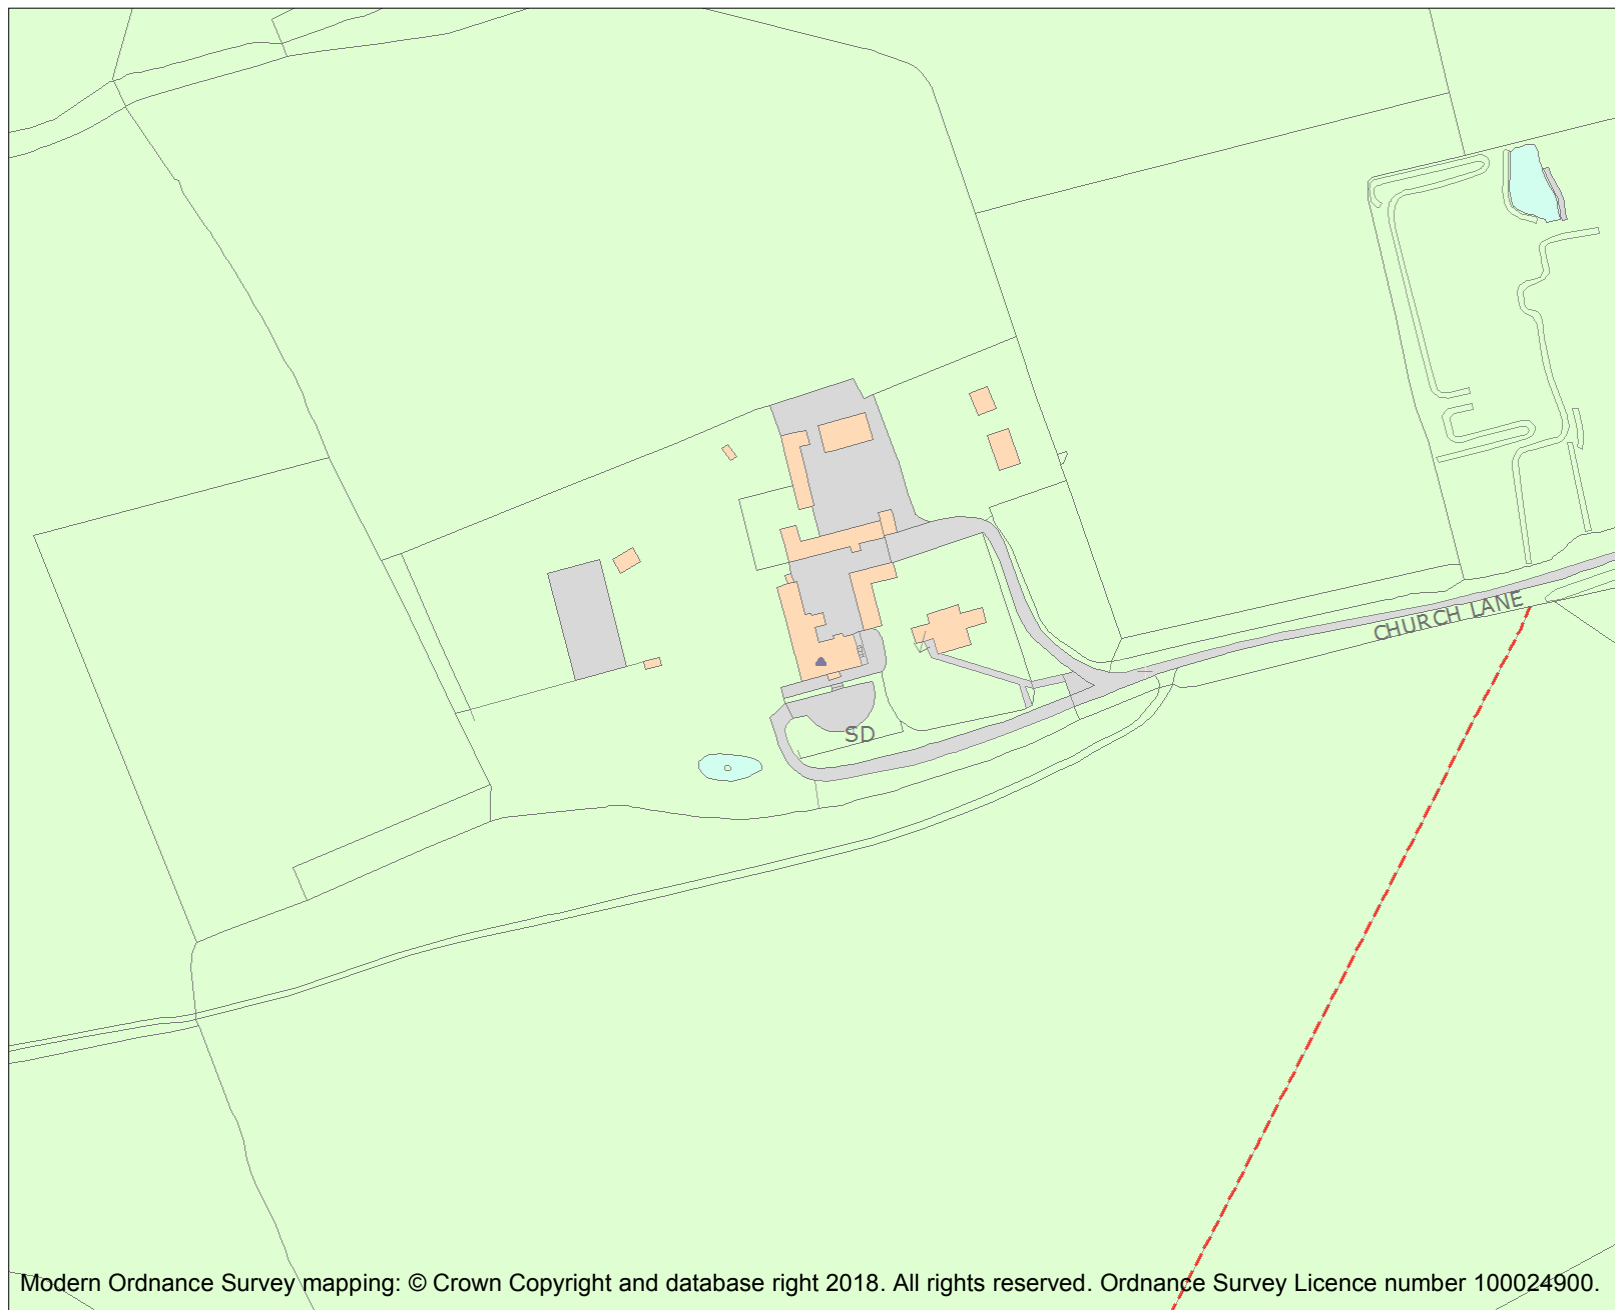 CHURCH LANE
SD
Modern Ordnance Survey mapping: © Crown Copyright and database right 2018. All rights reserved. Ordnance Survey Licence number 100024900.